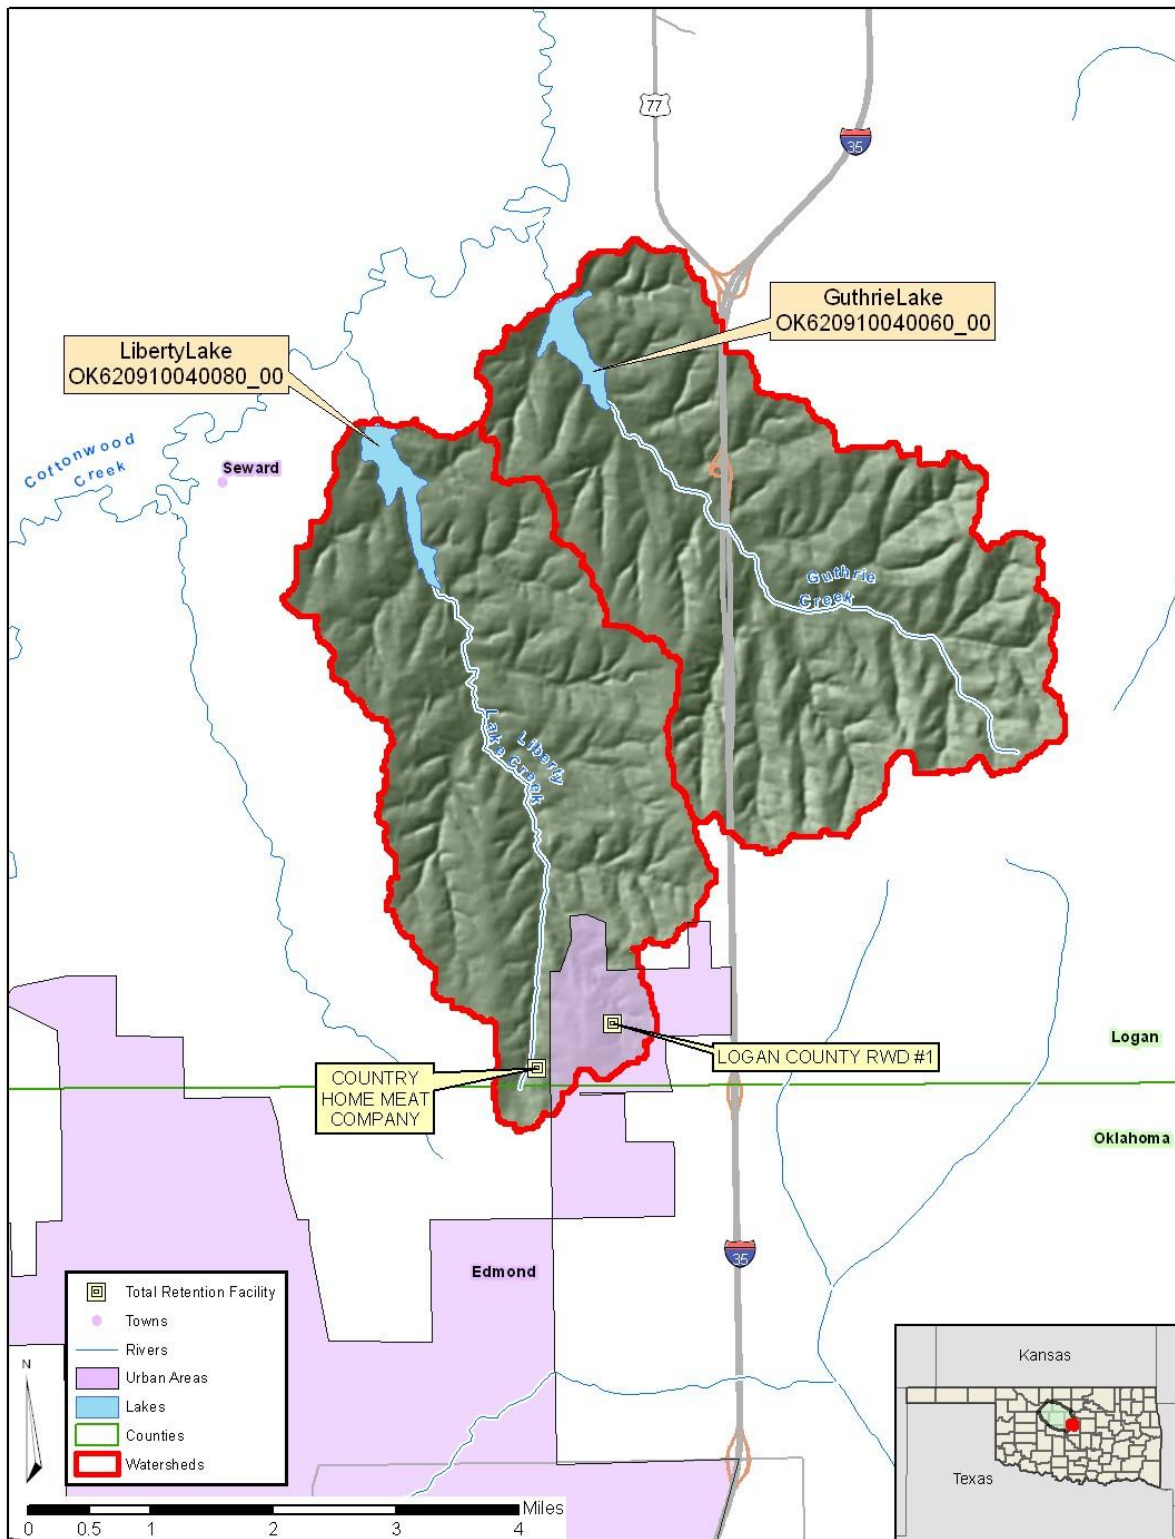 77
35
GuthrieLake
OK620910040060_00
LibertyLake
OK620910040080_00
Cottonwood
Creek
Seward
Guthrie
Creek
Liberty
Lake Creek
LOGAN COUNTY RWD #1
COUNTRY
HOME MEAT
COMPANY
Logan
Oklahoma
35
Edmond
Total Retention Facility
Towns
Rivers
Urban Areas
Lakes
Counties
Watersheds
N
Miles
0 0.5 1 2 3 4
Kansas
Texas